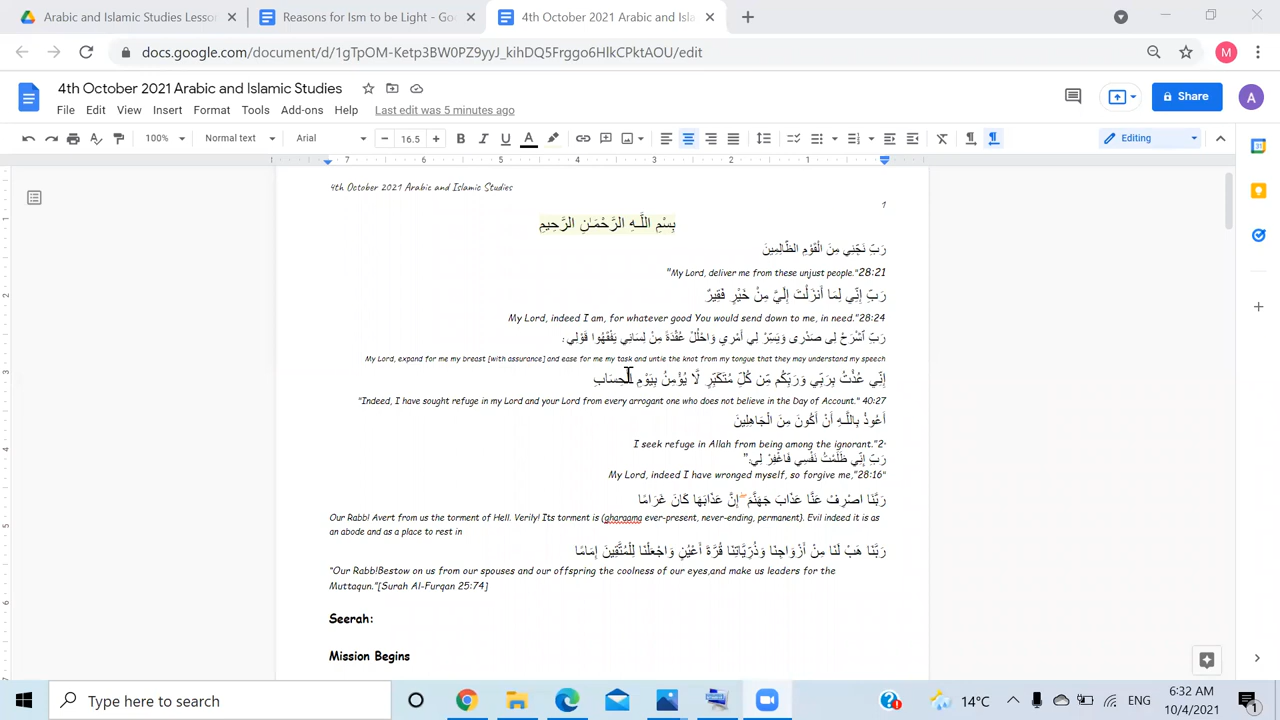 Arabic and Islamic Studies Lesso
Reasons for Ism to be Light - Go
4th October 2021 Arabic and Isla
docs.google.com/document/d/1gTpOM-Ketp3BW0PZ9yyJ_kihDQ5Frggo6HlkCPktAOU/edit
M
4th October 2021 Arabic and Islamic Studies
File Edit View Insert Format Tools Add-ons Help Last edit was 5 minutes ago
Share
A
100% Normal text Arial 16.5 Editing
7 6 5 4 3 2 1
4th October 2021 Arabic and Islamic Studies
1
بِسْمِ اللَّـهِ الرَّحْمَـٰنِ الرَّحِيمِ
رَبِّ نَجِّنِي مِنَ الْقَوْمِ الظَّالِمِينَ
"My Lord, deliver me from these unjust people."28:21
رَبِّ إِنِّي لِمَا أَنزَلْتَ إِلَيَّ مِنْ خَيْرٍ فَقِيرٌ
My Lord, indeed I am, for whatever good You would send down to me, in need."28:24
رَبِّ ٱشْرَحْ لِى صَدْرِى وَيَسِّرْ لِي أَمْرِي وَاحْلُلْ عُقْدَةً مِنْ لِسَانِي يَفْقَهُوا قَوْلِي
My Lord, expand for me my breast [with assurance] and ease for me my task and untie the knot from my tongue that they may understand my speech
إِنِّي عُذْتُ بِرَبِّي وَرَبِّكُم مِّن كُلِّ مُتَكَبِّرٍ لَّا يُؤْمِنُ بِيَوْمِ الْحِسَابِ
"Indeed, I have sought refuge in my Lord and your Lord from every arrogant one who does not believe in the Day of Account." 40:27
أَعُوذُ بِاللَّـهِ أَنْ أَكُونَ مِنَ الْجَاهِلِينَ
I seek refuge in Allah from being among the ignorant."2
رَبِّ إِنِّي ظَلَمْتُ نَفْسِي فَاغْفِرْ لِي"
My Lord, indeed I have wronged myself, so forgive me,"28:16
رَبَّنَا اصْرِفْ عَنَّا عَذَابَ جَهَنَّمَ ۖ إِنَّ عَذَابَهَا كَانَ غَرَامًا
Our Rabb! Avert from us the torment of Hell. Verily! Its torment is (gharaama ever-present, never-ending, permanent). Evil indeed it is as
an abode and as a place to rest in
رَبَّنَا هَبْ لَنَا مِنْ أَزْوَاجِنَا وَذُرِّيَّاتِنَا قُرَّةَ أَعْيُنٍ وَاجْعَلْنَا لِلْمُتَّقِينَ إِمَامًا
"Our Rabb!Bestow on us from our spouses and our offspring the coolness of our eyes,and make us leaders for the
Muttaqun."[Surah Al-Furqan 25:74]
Seerah:
Mission Begins
Type here to search
14°C ENG 6:32 AM
10/4/2021
1